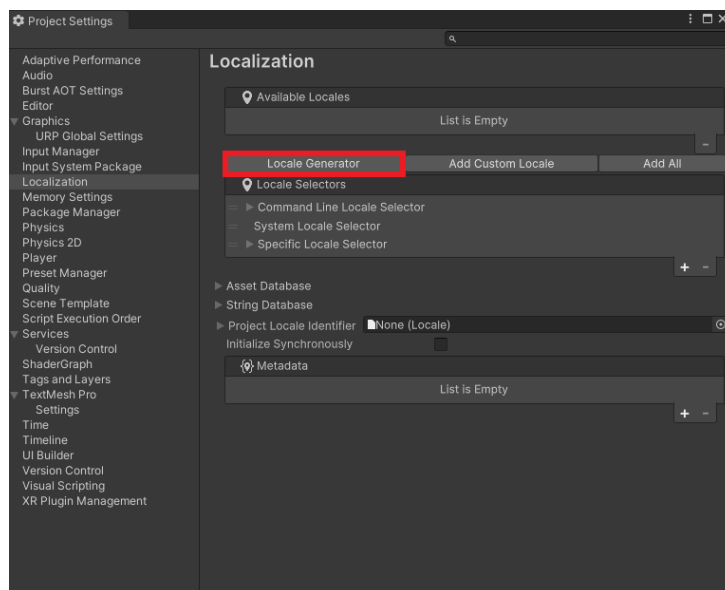 Project Settings
Adaptive Performance
Audio
Burst AOT Settings
Editor
Graphics
URP Global Settings
Input Manager
Input System Package
Localization
Memory Settings
Package Manager
Physics
Physics 2D
Player
Preset Manager
Quality
Scene Template
Script Execution Order
Services
Version Control
ShaderGraph
Tags and Layers
TextMesh Pro
Settings
Time
Timeline
UI Builder
Version Control
Visual Scripting
XR Plugin Management
Localization
Available Locales
List is Empty
Locale Generator Add Custom Locale Add All
Locale Selectors
Command Line Locale Selector
System Locale Selector
Specific Locale Selector
Asset Database
String Database
Project Locale Identifier None (Locale)
Initialize Synchronously
Metadata
List is Empty